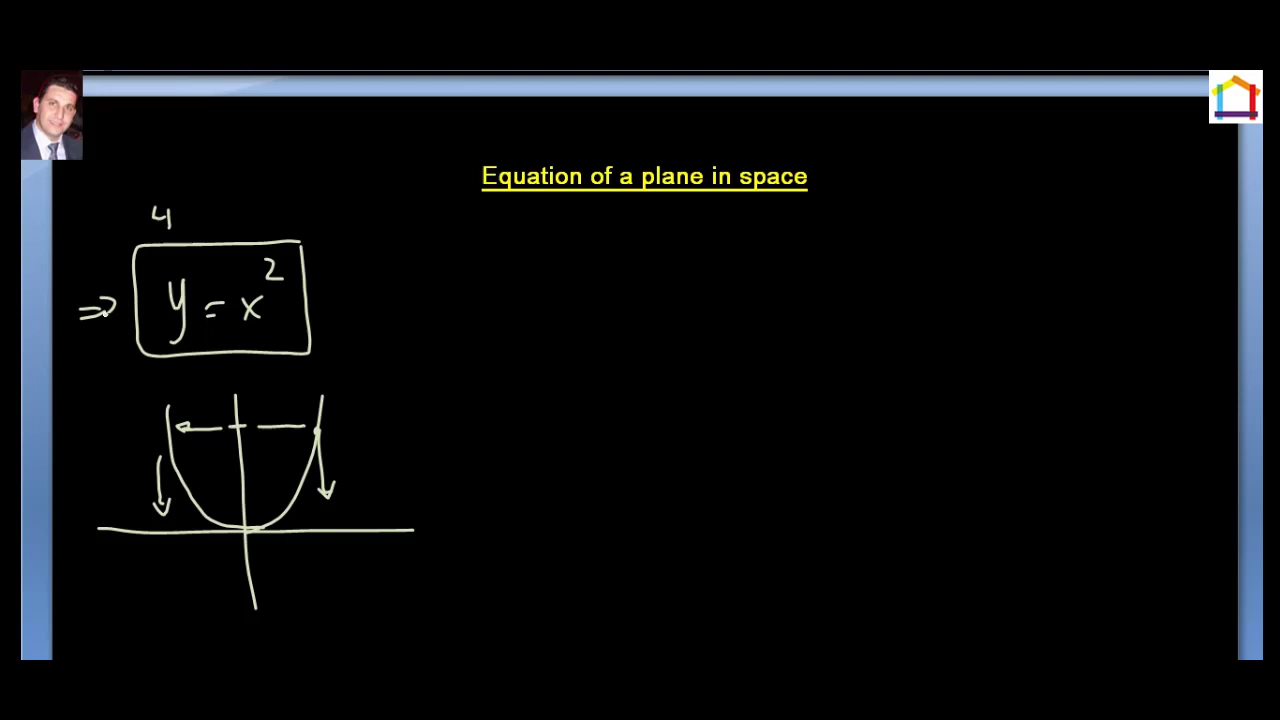 Equation of a plane in space
4
⇒ y = x²